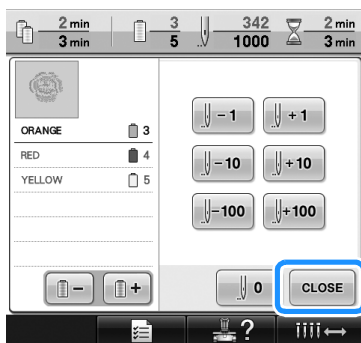 2 min 3 342 2 min
3 min 5 1000 3 min
ORANGE 3
RED 4
YELLOW 5
-1 +1
-10 +10
-100 +100
- + 0 CLOSE
?